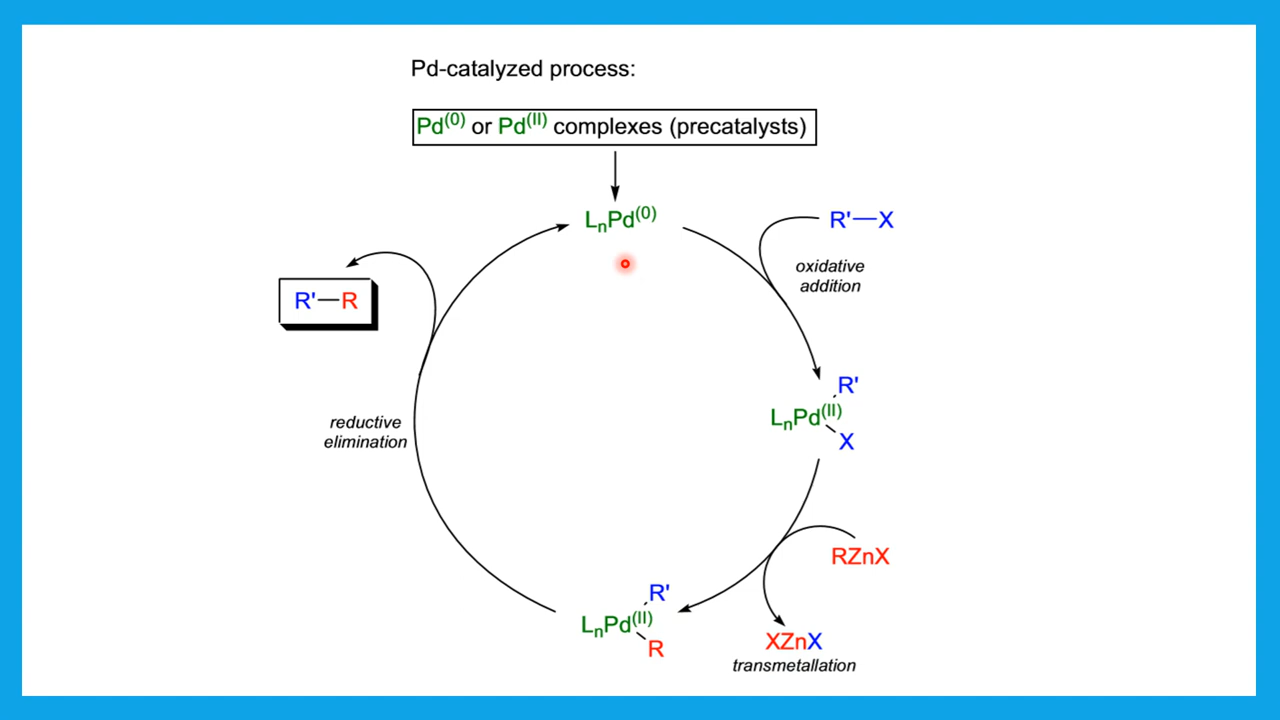 Pd-catalyzed process:
Pd(0) or Pd(II) complexes (precatalysts)
LnPd(0)
R'—X
oxidative
addition
R'—R
R'
LnPd(II)
X
reductive
elimination
RZnX
R'
LnPd(II)
R
XZnX
transmetallation